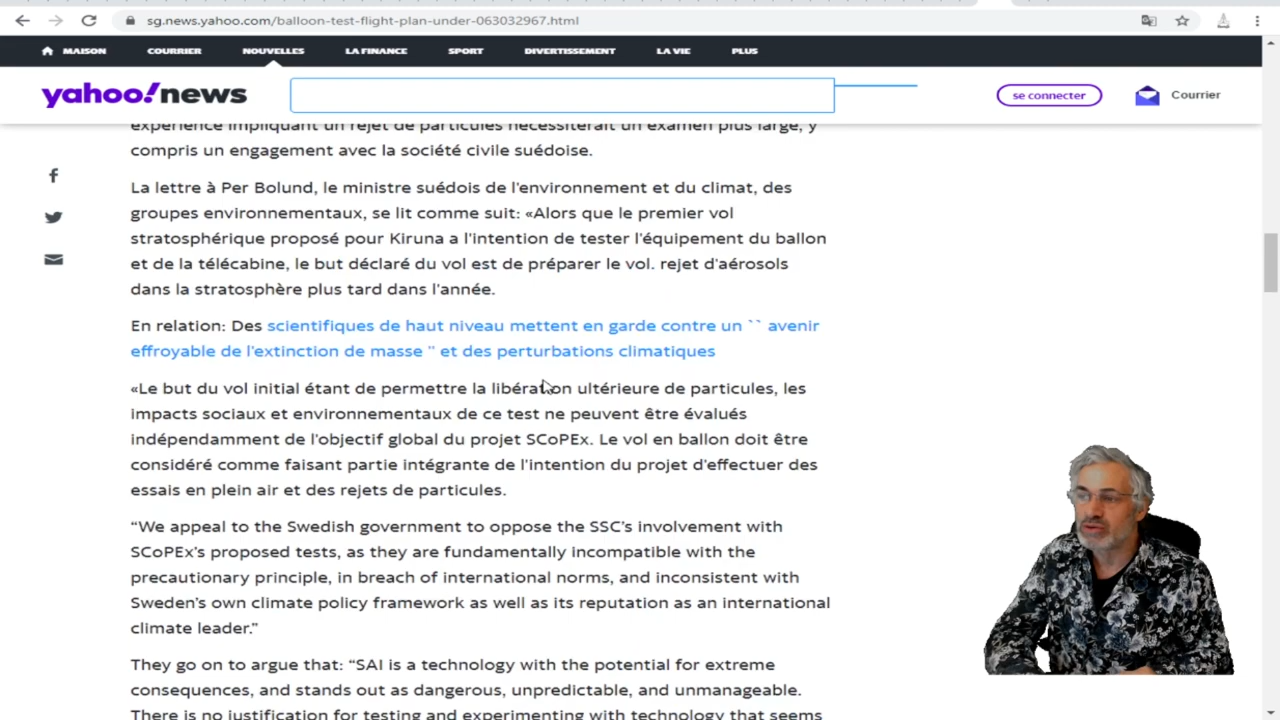 sg.news.yahoo.com/balloon-test-flight-plan-under-063032967.html
MAISON COURRIER NOUVELLES LA FINANCE SPORT DIVERTISSEMENT LA VIE PLUS
yahoo!news se connecter Courrier
expérience impliquant un rejet de particules nécessiterait un examen plus large, y
compris un engagement avec la société civile suédoise.
La lettre à Per Bolund, le ministre suédois de l'environnement et du climat, des
groupes environnementaux, se lit comme suit: «Alors que le premier vol
stratosphérique proposé pour Kiruna a l'intention de tester l'équipement du ballon
et de la télécabine, le but déclaré du vol est de préparer le vol. rejet d'aérosols
dans la stratosphère plus tard dans l'année.
En relation: Des scientifiques de haut niveau mettent en garde contre un `` avenir
effroyable de l'extinction de masse '' et des perturbations climatiques
«Le but du vol initial étant de permettre la libération ultérieure de particules, les
impacts sociaux et environnementaux de ce test ne peuvent être évalués
indépendamment de l'objectif global du projet SCoPEx. Le vol en ballon doit être
considéré comme faisant partie intégrante de l'intention du projet d'effectuer des
essais en plein air et des rejets de particules.
“We appeal to the Swedish government to oppose the SSC’s involvement with
SCoPEx’s proposed tests, as they are fundamentally incompatible with the
precautionary principle, in breach of international norms, and inconsistent with
Sweden’s own climate policy framework as well as its reputation as an international
climate leader.”
They go on to argue that: “SAI is a technology with the potential for extreme
consequences, and stands out as dangerous, unpredictable, and unmanageable.
There is no justification for testing and experimenting with technology that seems